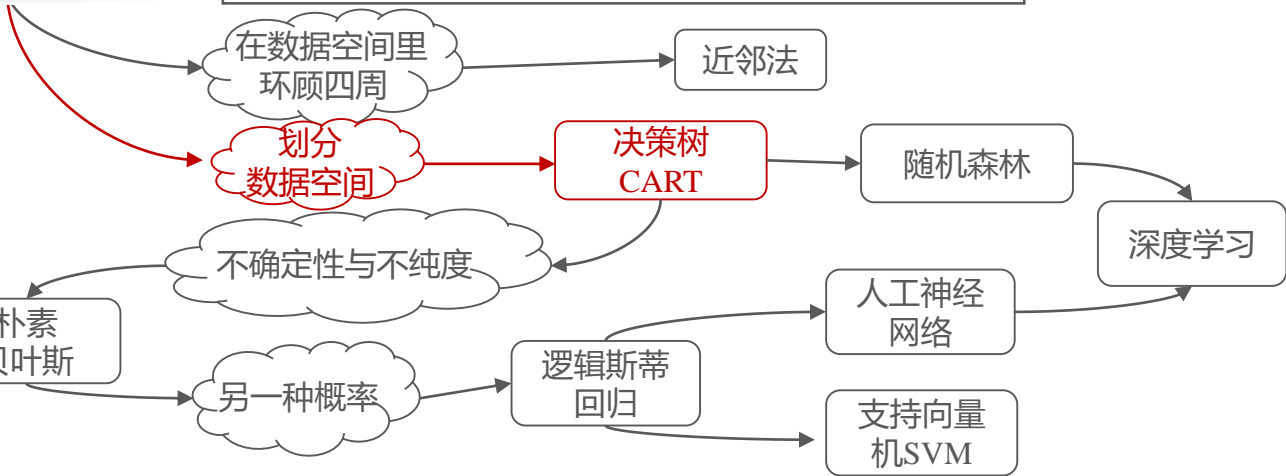 在数据空间里
环顾四周
近邻法
划分
数据空间
决策树
CART
随机森林
深度学习
不确定性与不纯度
人工神经
网络
朴素
叶斯
另一种概率
逻辑斯蒂
回归
支持向量
机SVM